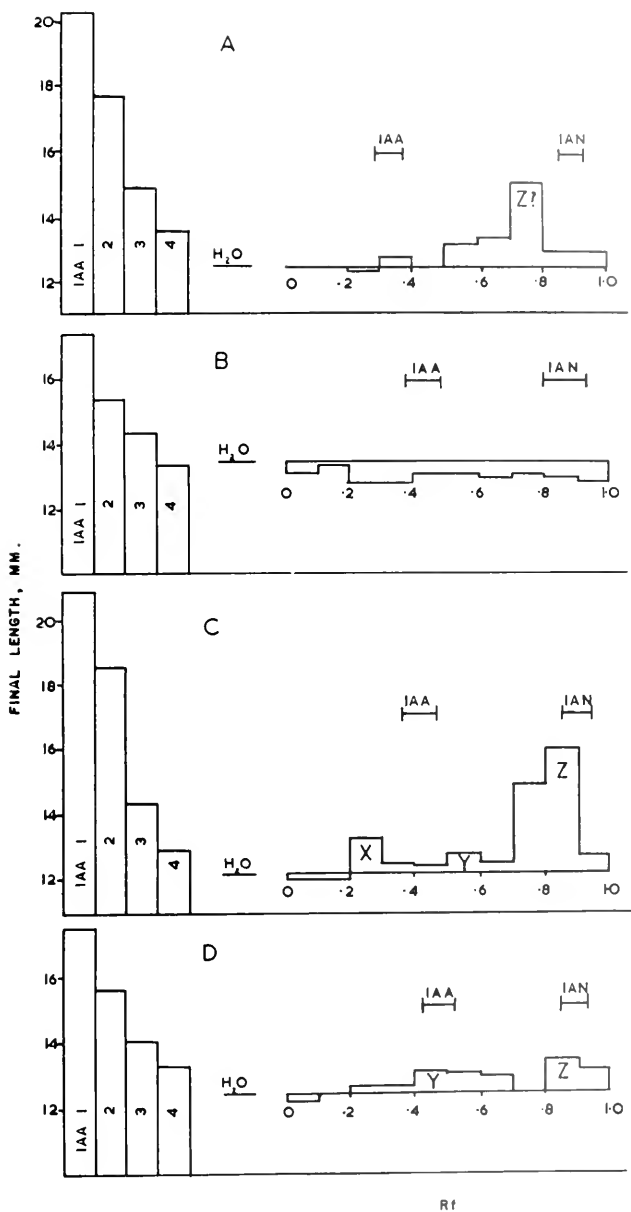 FINAL LENGTH, MM.
A
20
18
16
14
12
IAA 1
2
3
4
H₂O
IAA
IAN
Z?
0 ·2 ·4 ·6 ·8 1·0
B
16
14
12
IAA 1
2
3
4
H₂O
IAA
IAN
0 ·2 ·4 ·6 ·8 1·0
C
20
18
16
14
12
IAA 1
2
3
4
H₂O
IAA
IAN
X
Y
Z
0 ·2 ·4 ·6 ·8 1·0
D
16
14
12
IAA 1
2
3
4
H₂O
IAA
IAN
Y
Z
0 ·2 ·4 ·6 ·8 1·0
Rf